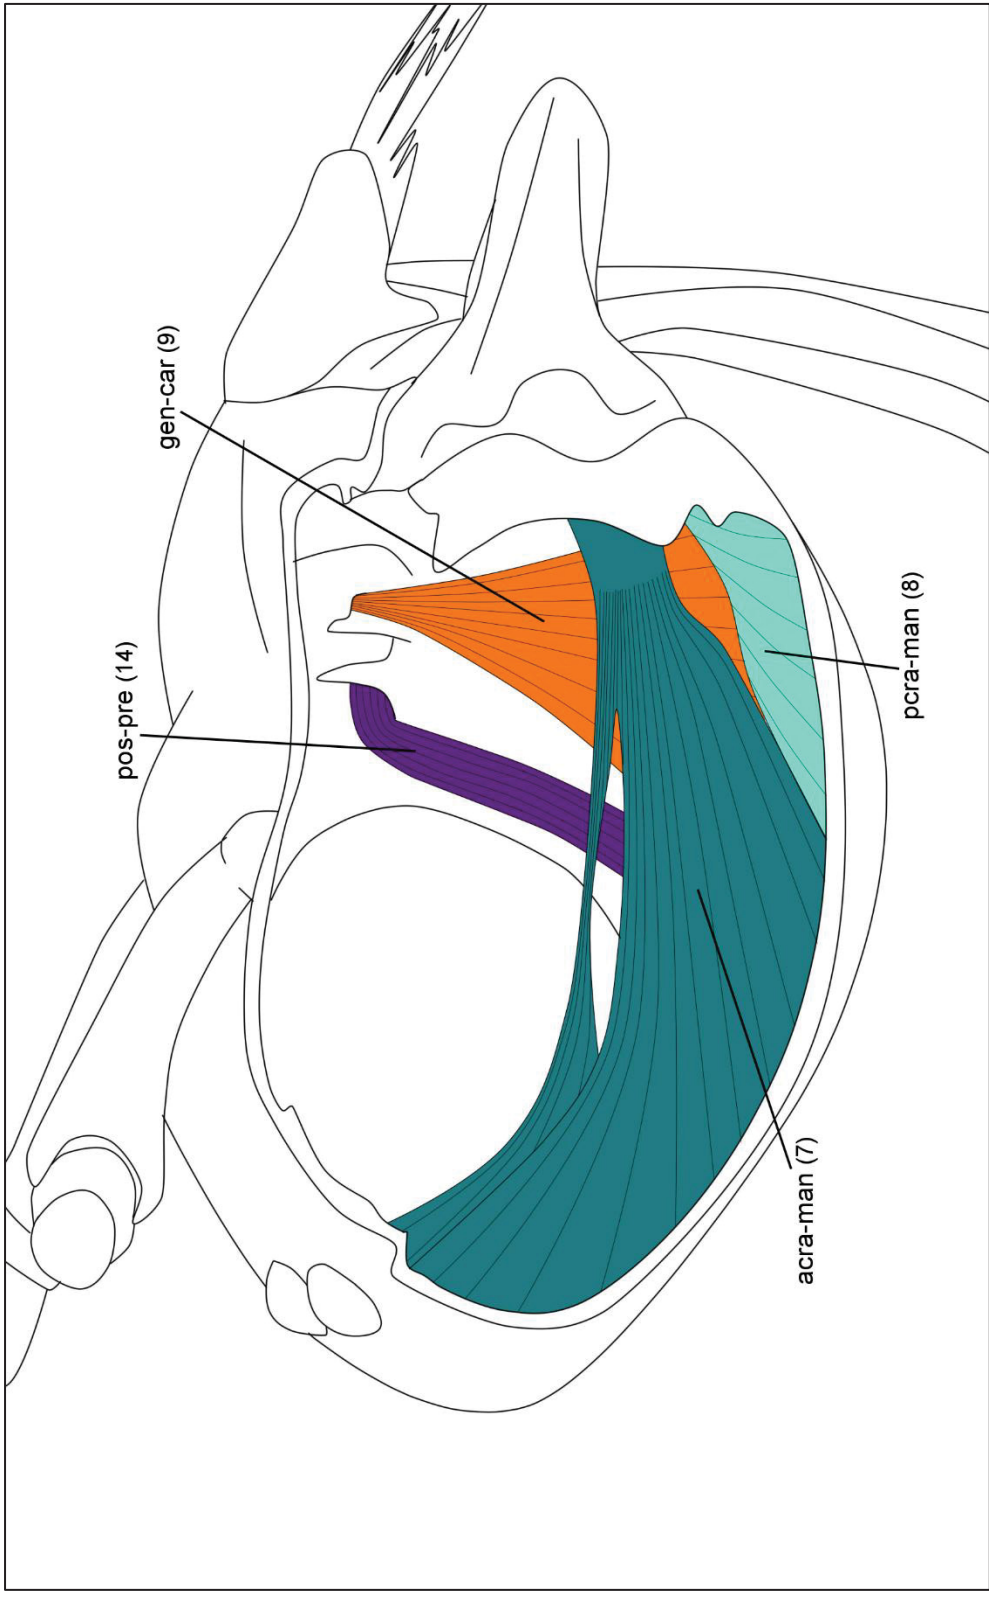 pos-pre (14)
gen-car (9)
acra-man (7)
pcra-man (8)